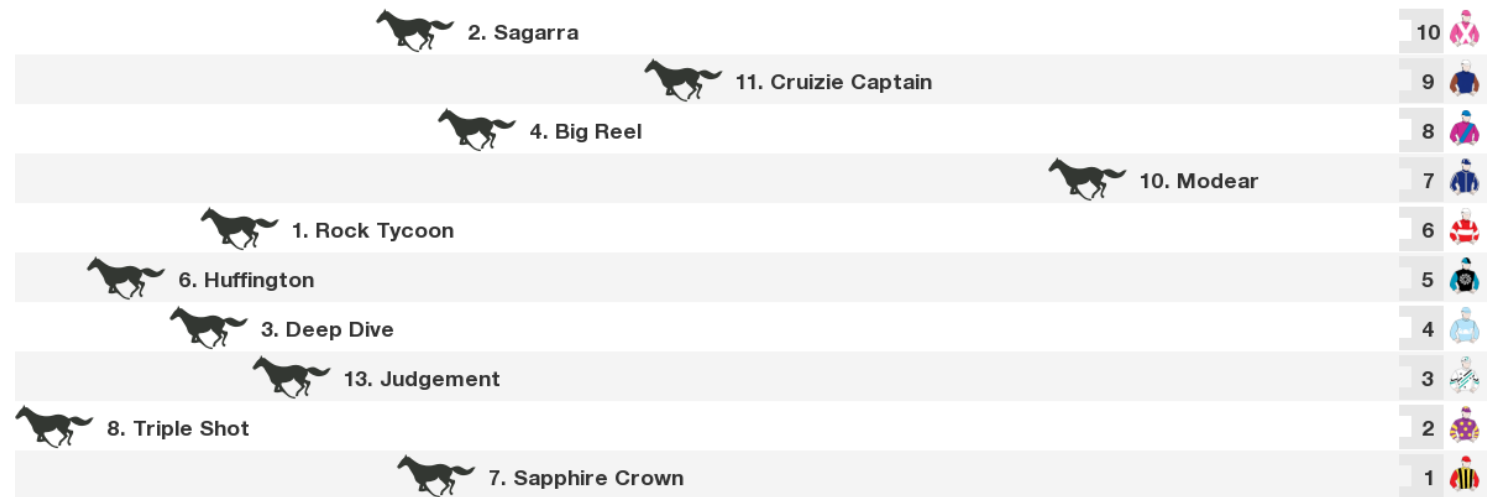 2. Sagarra 10
11. Cruizie Captain 9
4. Big Reel 8
10. Modear 7
1. Rock Tycoon 6
6. Huffington 5
3. Deep Dive 4
13. Judgement 3
8. Triple Shot 2
7. Sapphire Crown 1